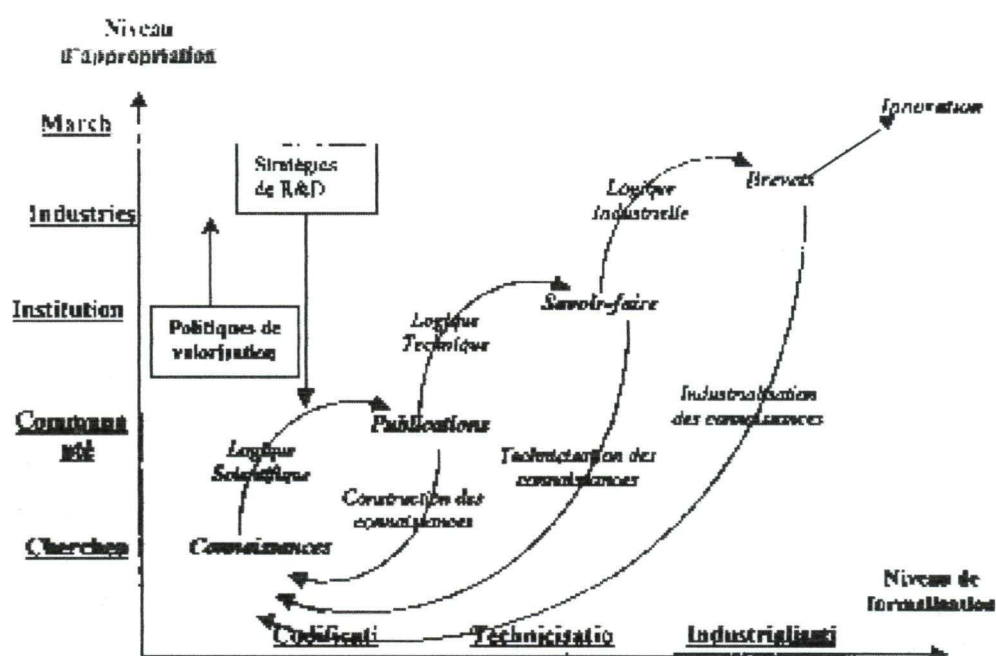 Niveau
d'appropriation
March
Innovation
Stratégies
de R&D
Logique
Industrielle
Brevets
Industries
Institution
Politiques de
valorisation
Logique
Technique
Savoir-faire
Industrialisation
des connaissances
Communau
té
Publications
Logique
Scientifique
Technicisation des
connaissances
Construction des
connaissances
Cherchen
Connaissances
Niveau de
formalisation
Codificati
Technicisatio
Industrialisati